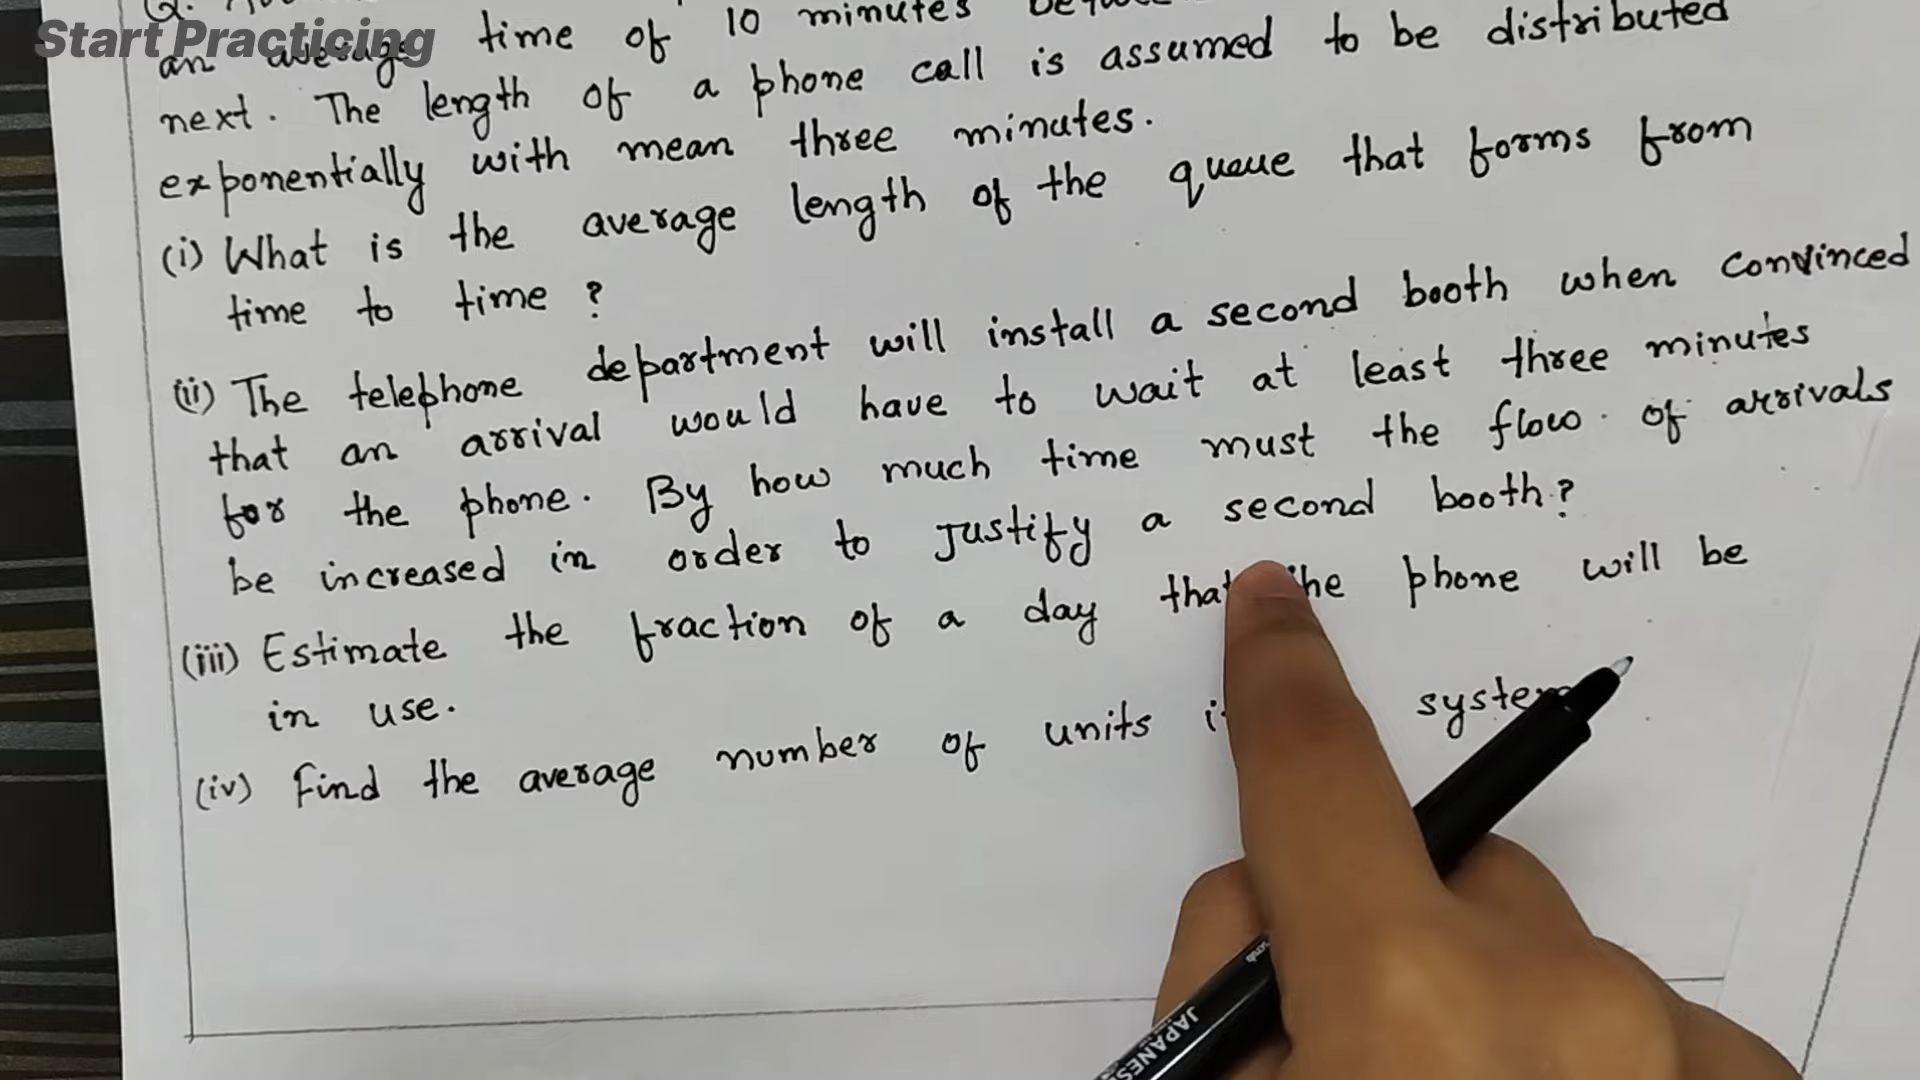 Start Practicing
an average time of 10 minutes
next. The length of a phone call is assumed to be distributed
exponentially with mean three minutes.
(i) What is the average length of the queue that forms from
time to time ?
(ii) The telephone department will install a second booth when convinced
that an arrival would have to wait at least three minutes
for the phone. By how much time must the flow of arrivals
be increased in order to Justify a second booth?
(iii) Estimate the fraction of a day that the phone will be
in use.
(iv) Find the average number of units system
JAPANES